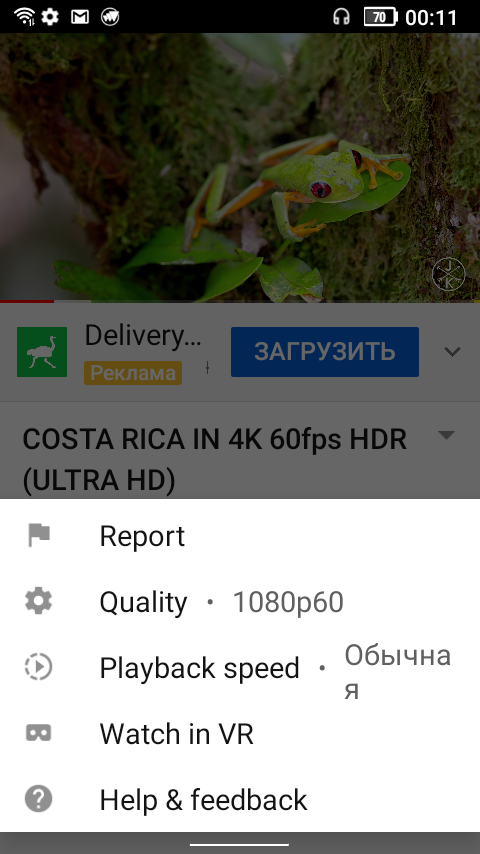 70 00:11
Delivery...
Реклама
ЗАГРУЗИТЬ
COSTA RICA IN 4K 60fps HDR
(ULTRA HD)
Report
Quality • 1080p60
Playback speed • Обычна
я
Watch in VR
Help & feedback